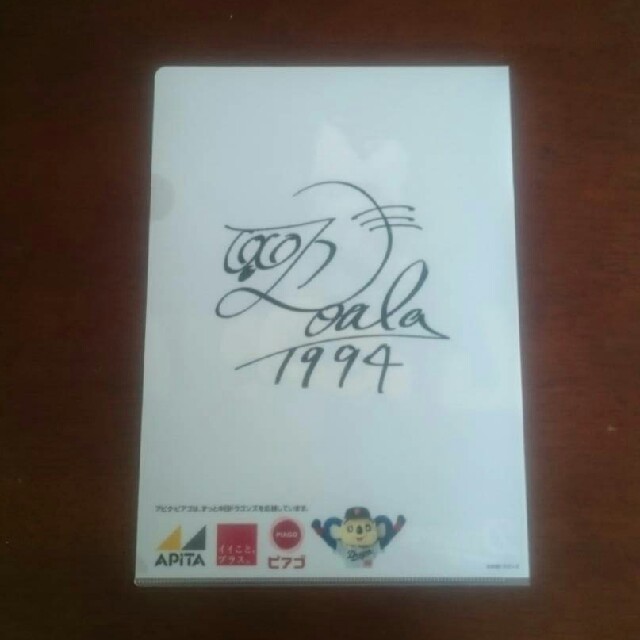 Doala
1994
アピタ・ピアゴは、ずっと中日ドラゴンズを応援しています。
APITA
イイこと、
プラス。
PIAGO
ピアゴ